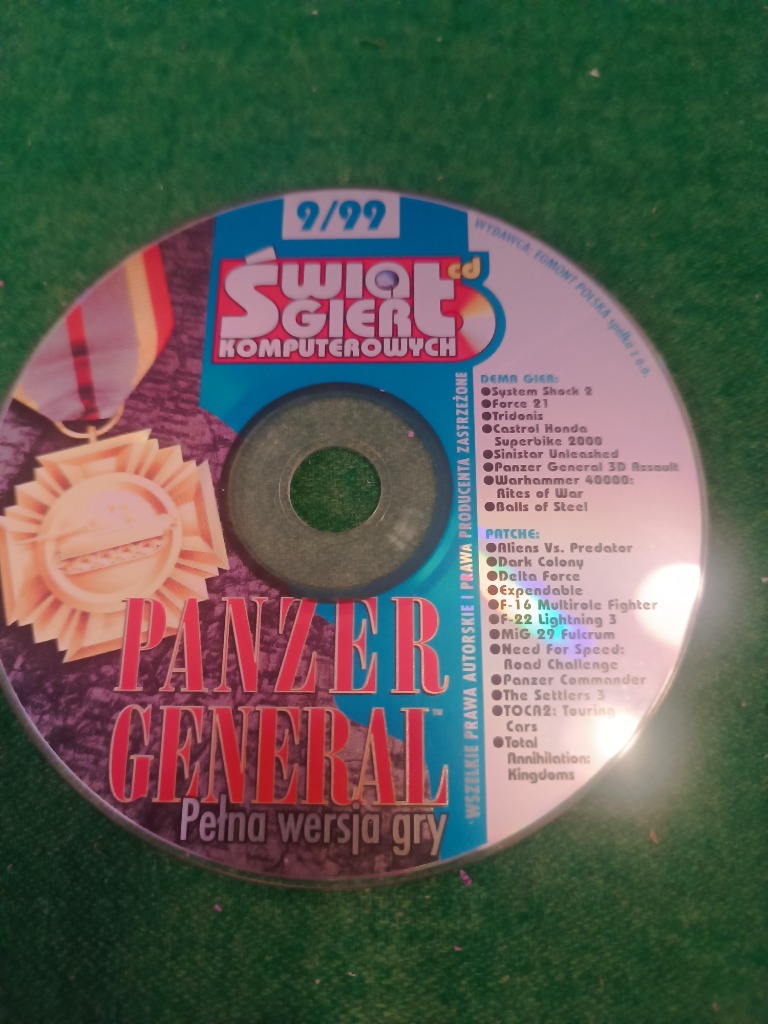 9/99
Świat
cd
GIER
KOMPUTEROWYCH
WYDAWCA: EGMONT POLSKA spółka z o.o.
WSZELKIE PRAWA AUTORSKIE I PRAWA PRODUCENTA ZASTRZEŻONE
DEMA GIER:
●System Shock 2
●Force 21
●Tridonis
●Castrol Honda
Superbike 2000
●Sinistar Unleashed
●Panzer General 3D Assault
●Warhammer 40000:
Rites of War
●Balls of Steel
PATCHE:
●Aliens Vs. Predator
●Dark Colony
●Delta Force
●Expendable
●F-16 Multirole Fighter
●F-22 Lightning 3
●MiG 29 Fulcrum
●Need For Speed:
Road Challenge
●Panzer Commander
●The Settlers 3
●TOCA2: Touring
Cars
●Total
Annihilation:
Kingdoms
PANZER
GENERAL™
Pełna wersja gry